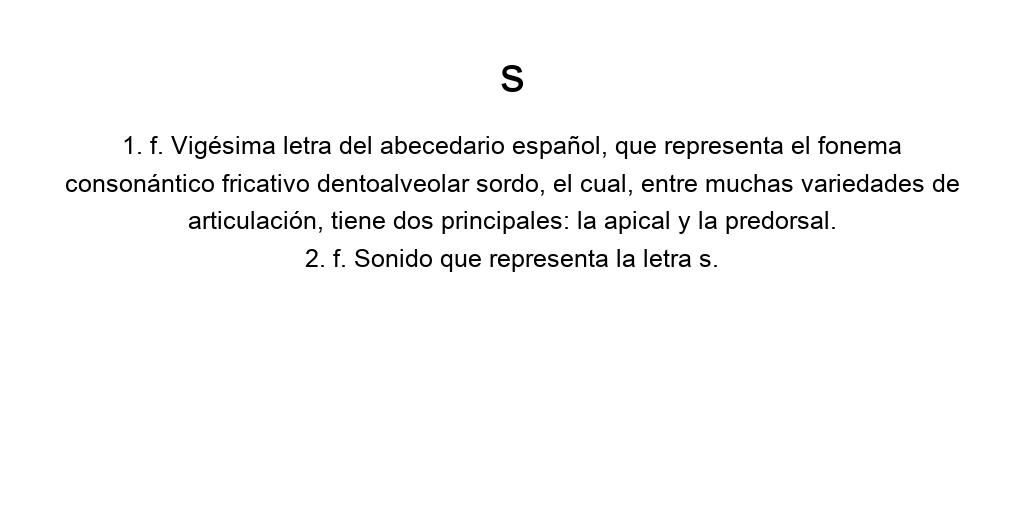 s
1. f. Vigésima letra del abecedario español, que representa el fonema
consonántico fricativo dentoalveolar sordo, el cual, entre muchas variedades de
articulación, tiene dos principales: la apical y la predorsal.
2. f. Sonido que representa la letra s.